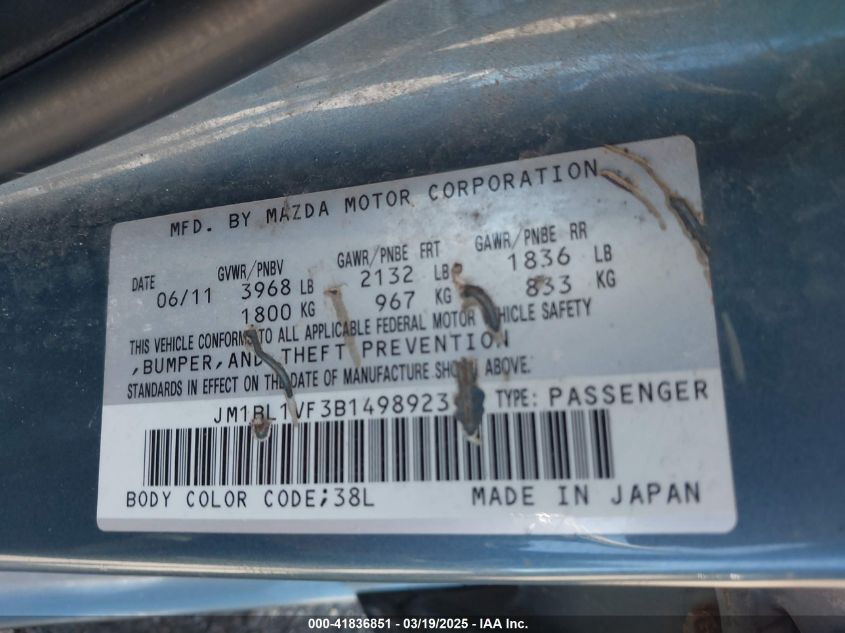 MFD. BY MAZDA MOTOR CORPORATION
DATE GVWR/PNBV GAWR/PNBE FRT GAWR/PNBE RR
06/11 3968 LB 2132 LB 1836 LB
1800 KG 967 KG 833 KG
THIS VEHICLE CONFORMS TO ALL APPLICABLE FEDERAL MOTOR VEHICLE SAFETY
,BUMPER,AND THEFT PREVENTION
STANDARDS IN EFFECT ON THE DATE OF MANUFACTURE SHOWN ABOVE.
JM1BL1VF3B1498923 TYPE: PASSENGER
BODY COLOR CODE;38L MADE IN JAPAN
000-41836851 - 03/19/2025 - IAA Inc.